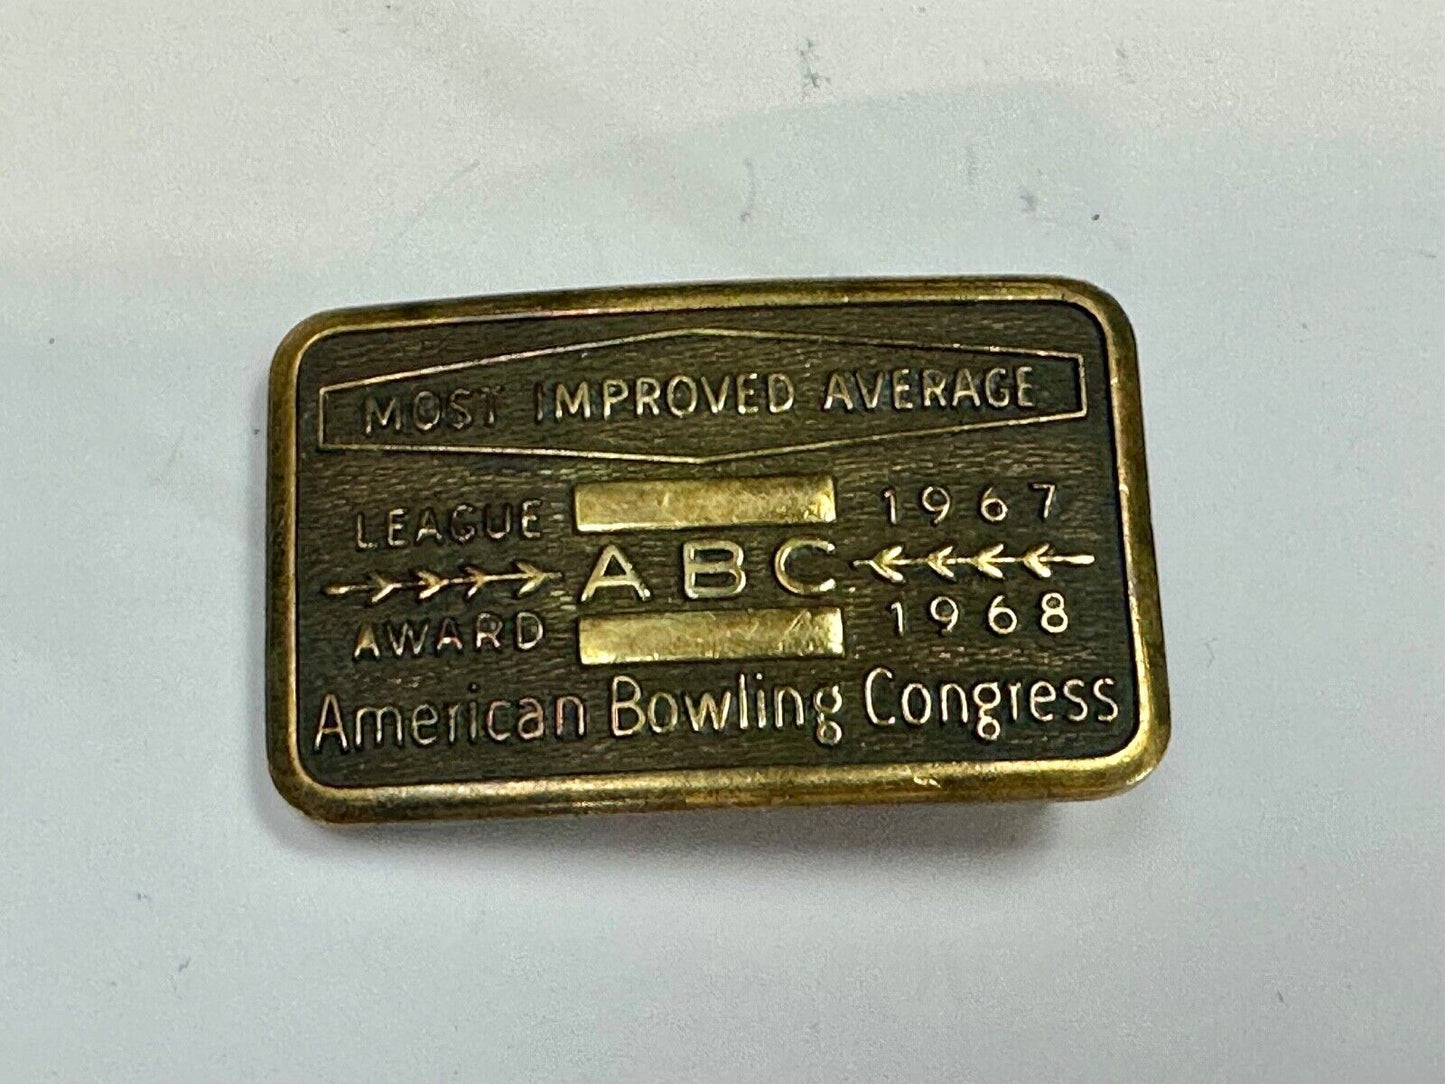 MOST IMPROVED AVERAGE
LEAGUE
AWARD
ABC
1967
1968
American Bowling Congress